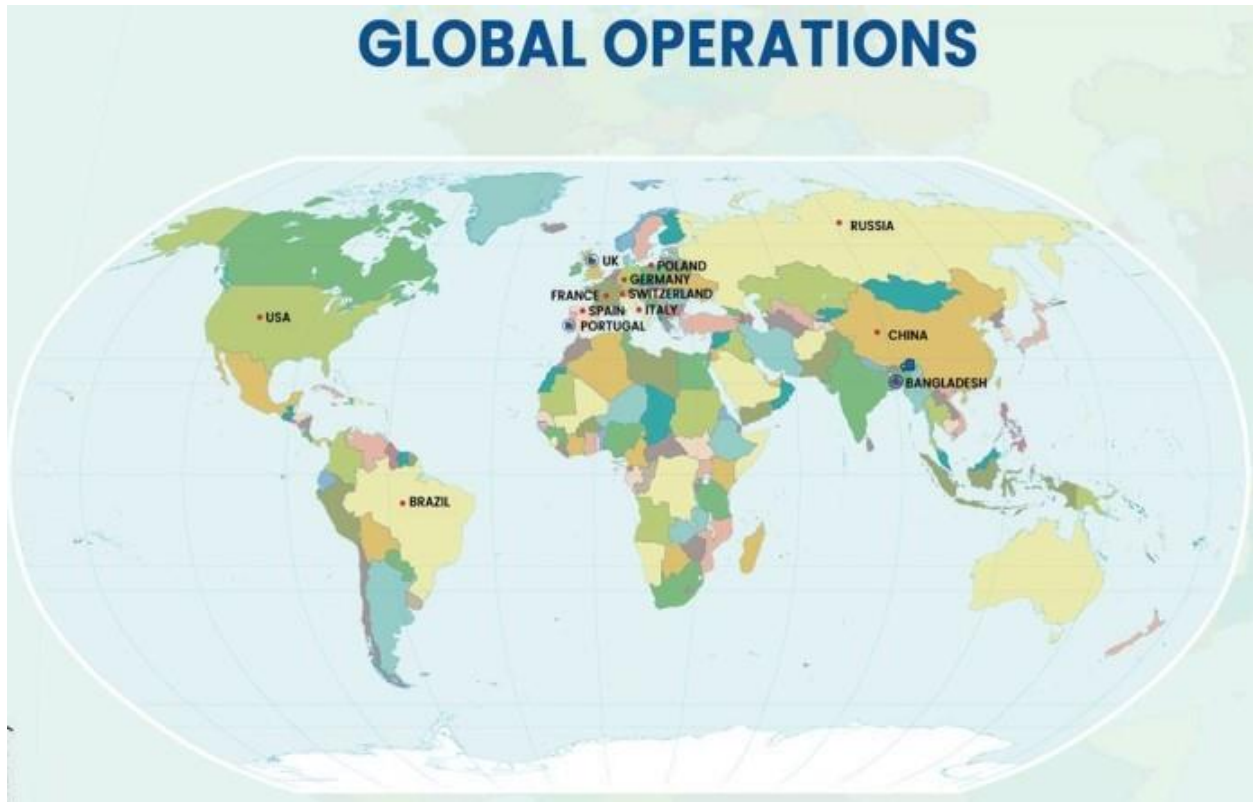 GLOBAL OPERATIONS
RUSSIA
UK
POLAND
GERMANY
FRANCE
SWITZERLAND
USA
SPAIN
ITALY
PORTUGAL
CHINA
BANGLADESH
BRAZIL